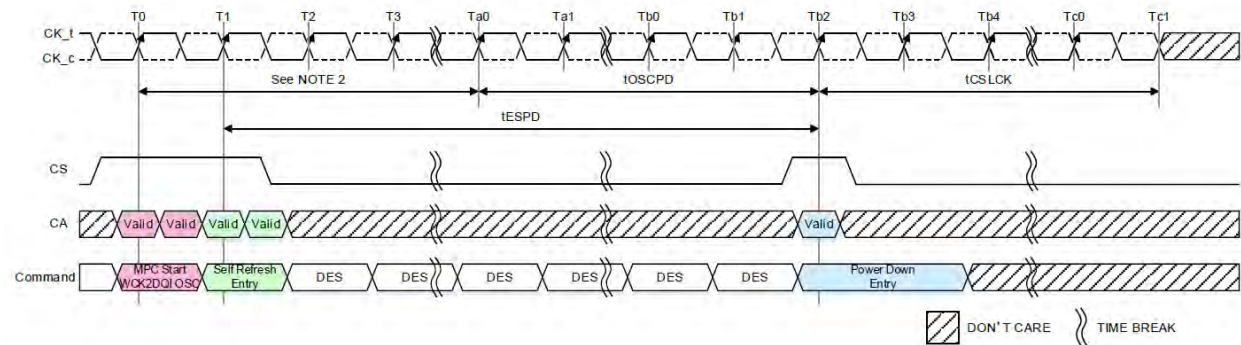 T0 T1 T2 T3 Ta0 Ta1 Tb0 Tb1 Tb2 Tb3 Tb4 Tc0 Tc1
CK_t
CK_c
See NOTE 2 tOSCPD tCSLCK
tESPD
CS
CA Valid Valid Valid Valid Valid
Command MPC Start WCK2DQI OSC Self Refresh Entry DES DES DES DES DES DES Power Down Entry
DON'T CARE TIME BREAK